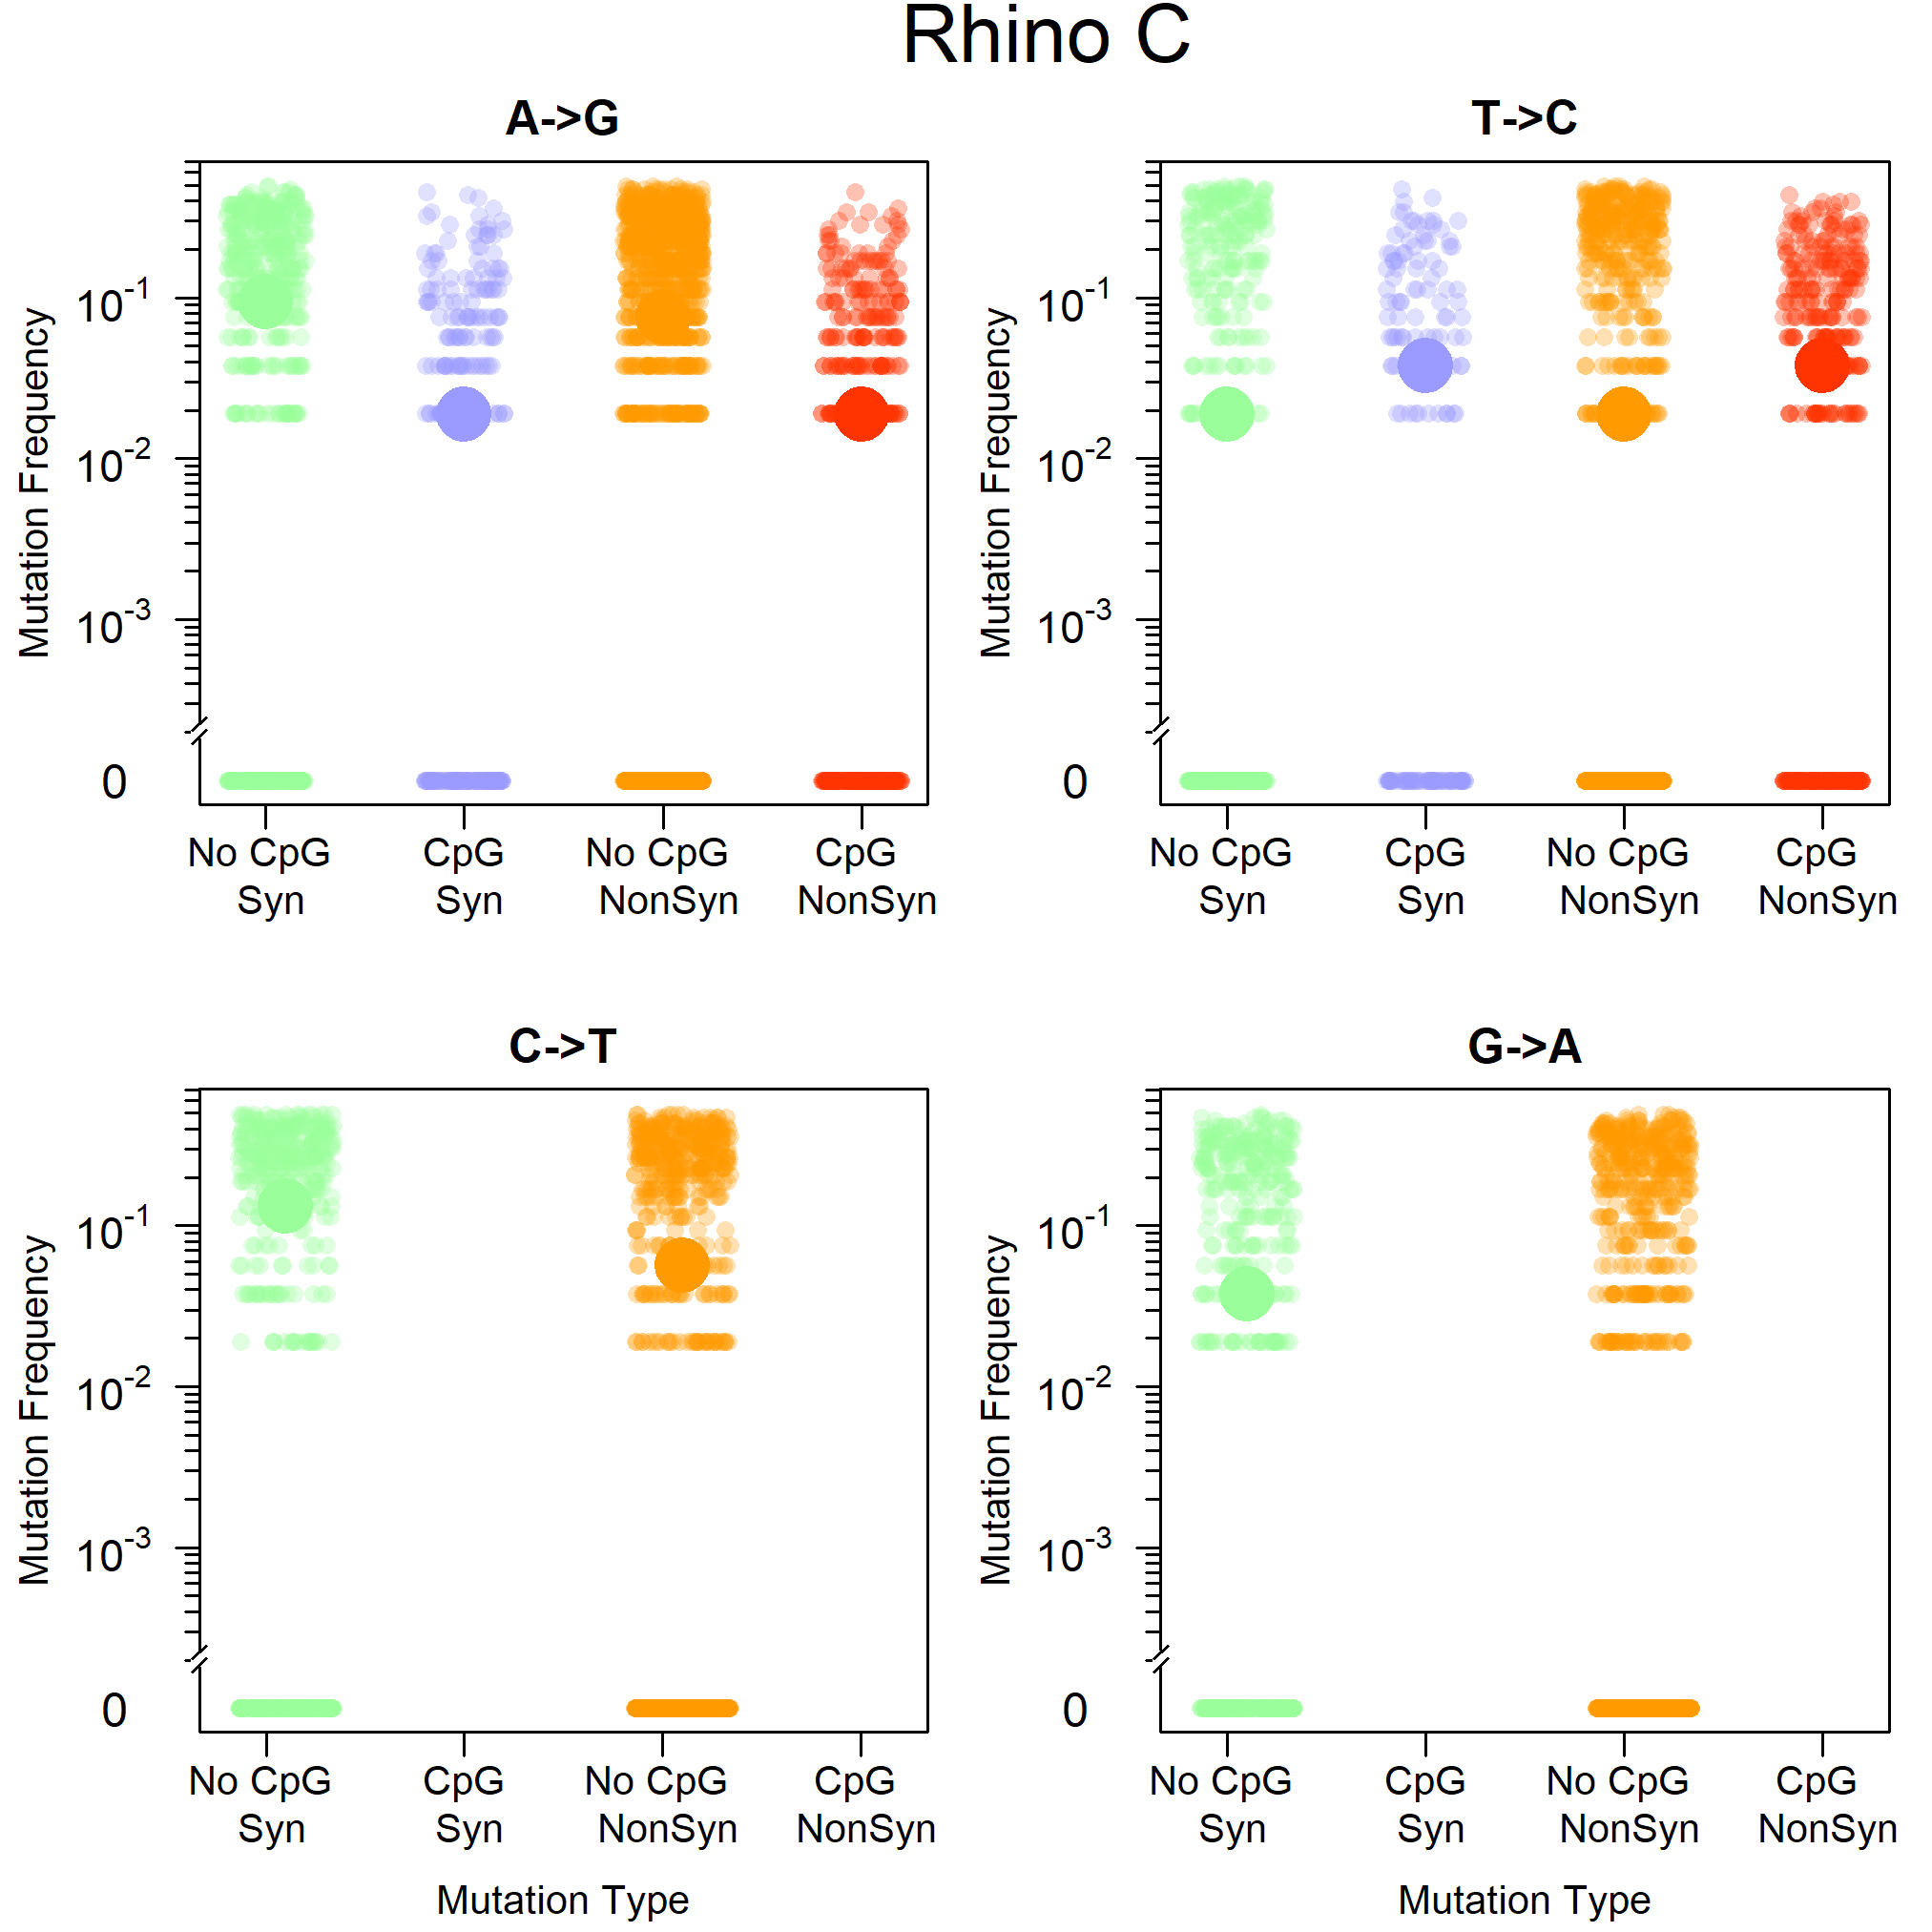 Rhino C
A->G
Mutation Frequency
10-1
10-2
10-3
0
No CpG CpG No CpG CpG
Syn Syn NonSyn NonSyn
T->C
Mutation Frequency
10-1
10-2
10-3
0
No CpG CpG No CpG CpG
Syn Syn NonSyn NonSyn
C->T
Mutation Frequency
10-1
10-2
10-3
0
No CpG CpG No CpG CpG
Syn Syn NonSyn NonSyn
Mutation Type
G->A
Mutation Frequency
10-1
10-2
10-3
0
No CpG CpG No CpG CpG
Syn Syn NonSyn NonSyn
Mutation Type